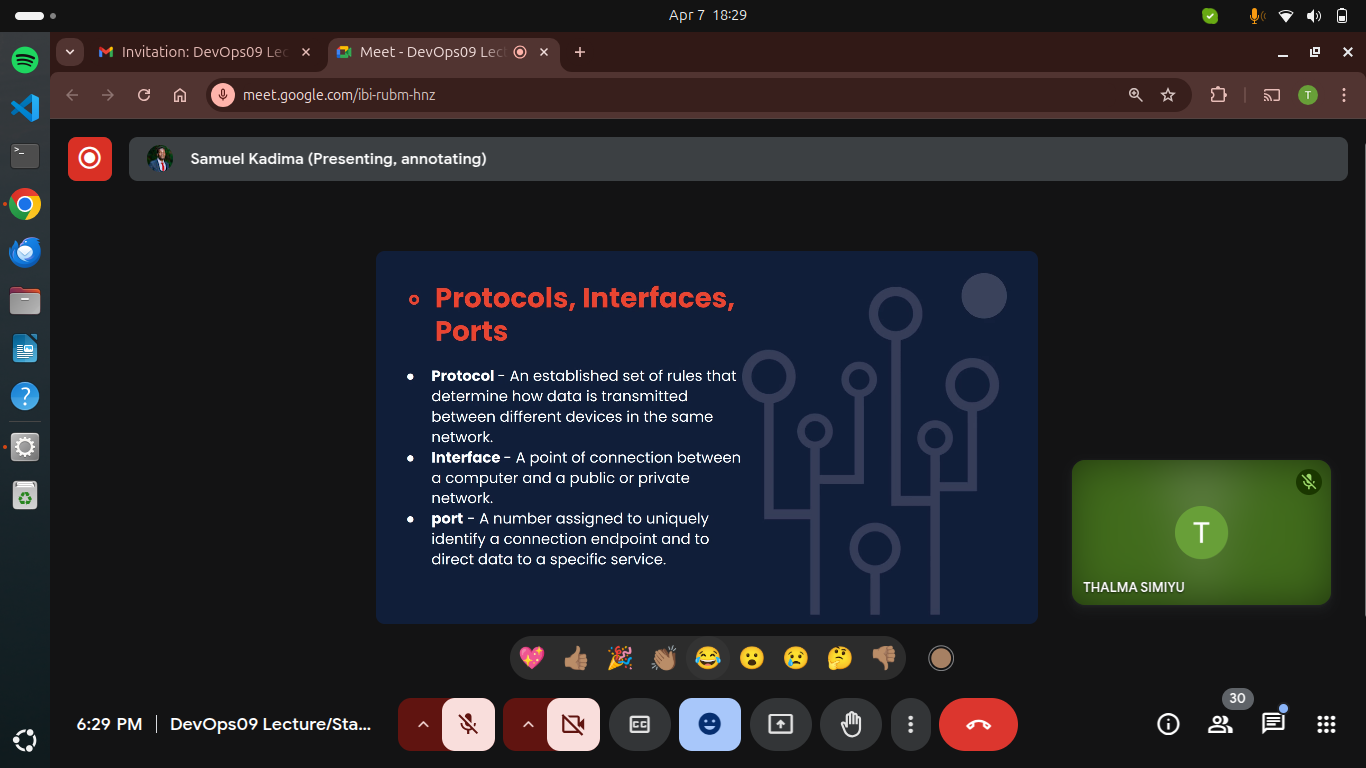 Apr 7 18:29
Invitation: DevOps09 Lec
Meet - DevOps09 Lect
meet.google.com/ibi-rubm-hnz
T
Samuel Kadima (Presenting, annotating)
Protocols, Interfaces,
Ports
Protocol - An established set of rules that
determine how data is transmitted
between different devices in the same
network.
Interface - A point of connection between
a computer and a public or private
network.
port - A number assigned to uniquely
identify a connection endpoint and to
direct data to a specific service.
T
THALMA SIMIYU
6:29 PM
DevOps09 Lecture/Sta...
CC
30